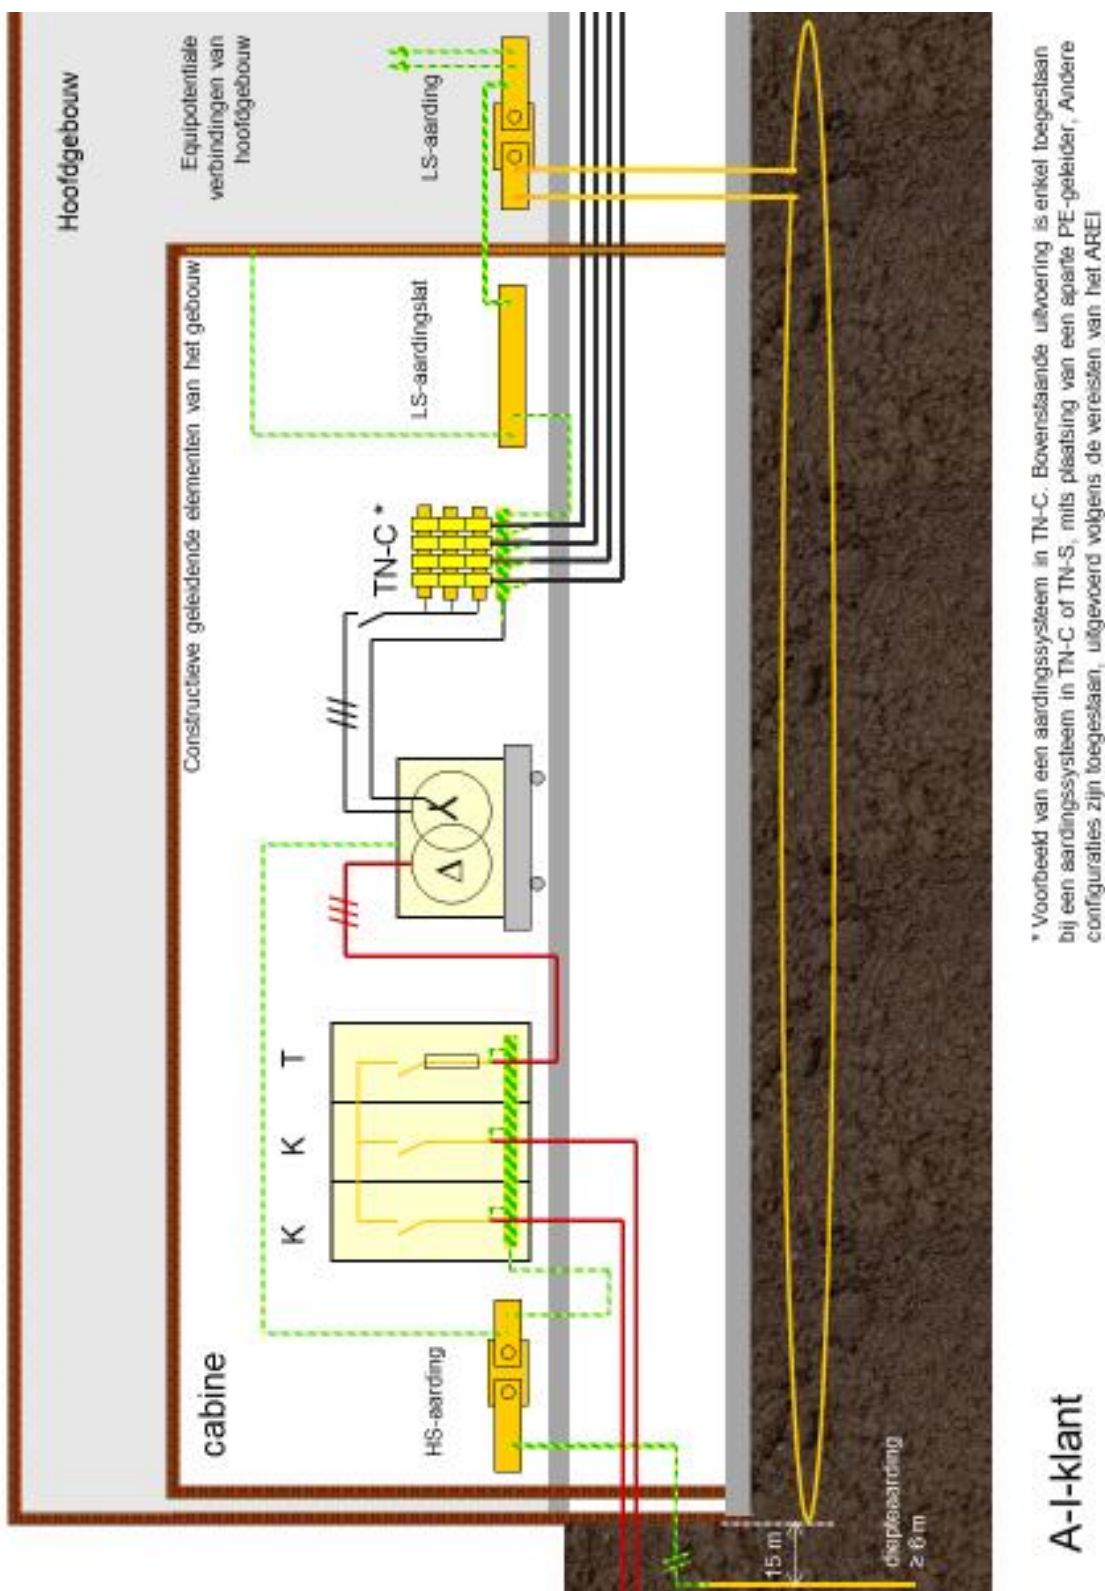 Hoofdgebouw
Equipotentiale
verbindingen van
hoofdgebouw
LS-aarding
Constructieve geleidende elementen van het gebouw
LS-aardingslat
TN-C *
T
K
K
cabine
HS-aarding
15 m
diepteaarding
≥ 6 m
A-I-klant
* Voorbeeld van een aardingssysteem in TN-C. Bovenstaande uitvoering is enkel toegestaan
bij een aardingssysteem in TN-C of TN-S, mits plaatsing van een aparte PE-geleider, Andere
configuraties zijn toegestaan, uitgevoerd volgens de vereisten van het AREI